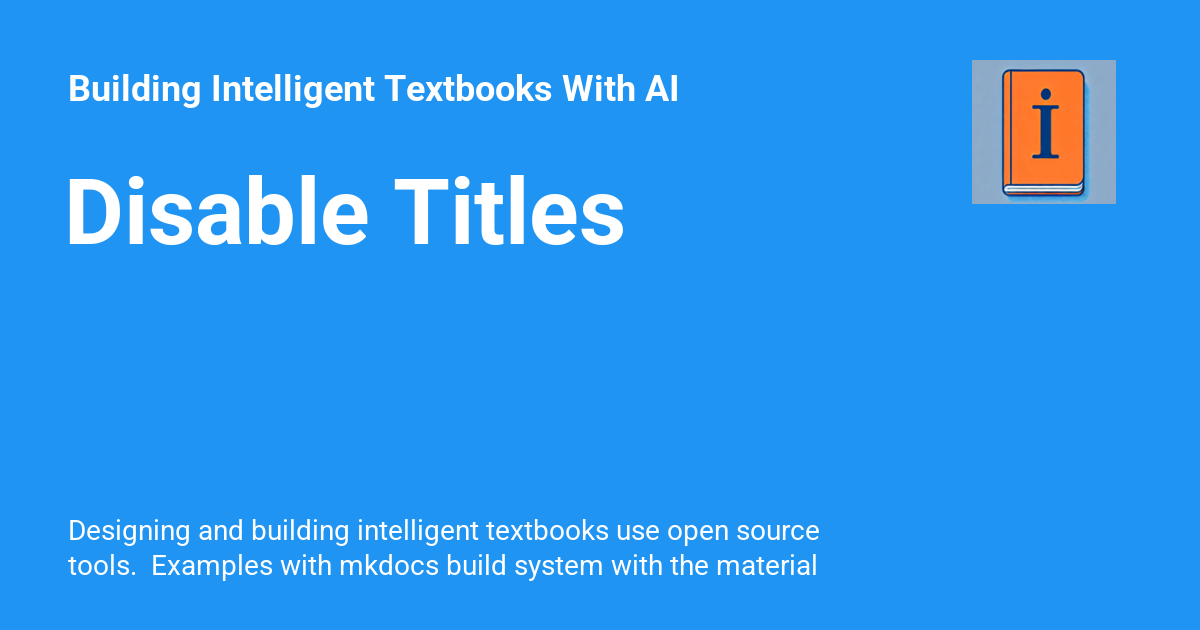 Building Intelligent Textbooks With AI
i
Disable Titles
Designing and building intelligent textbooks use open source
tools.  Examples with mkdocs build system with the material